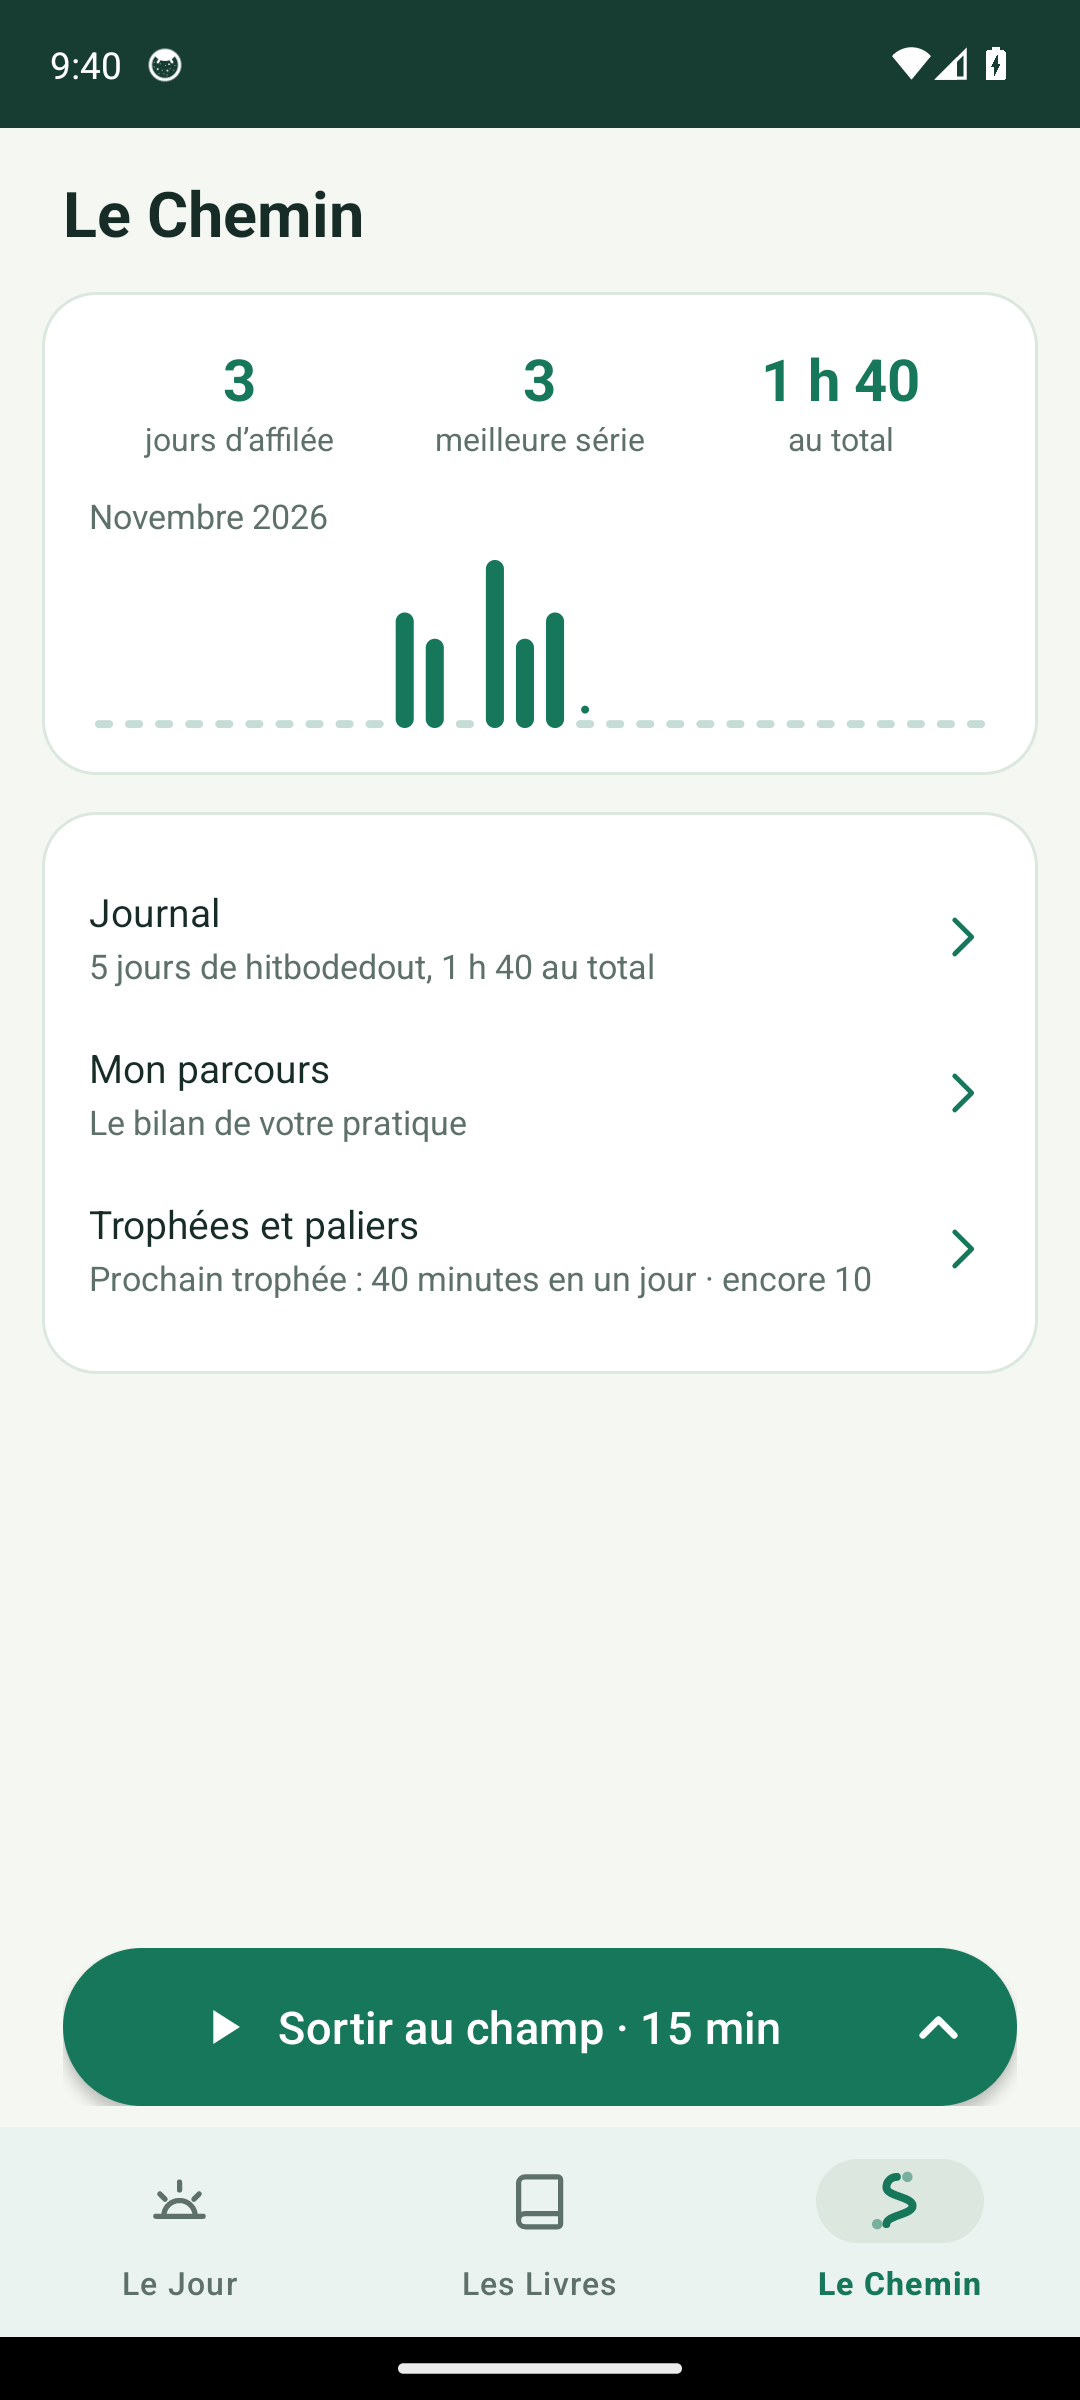 9:40
Le Chemin
3
jours d’affilée
3
meilleure série
1 h 40
au total
Novembre 2026
Journal
5 jours de hitbodedout, 1 h 40 au total
Mon parcours
Le bilan de votre pratique
Trophées et paliers
Prochain trophée : 40 minutes en un jour · encore 10
Sortir au champ · 15 min
Le Jour
Les Livres
Le Chemin